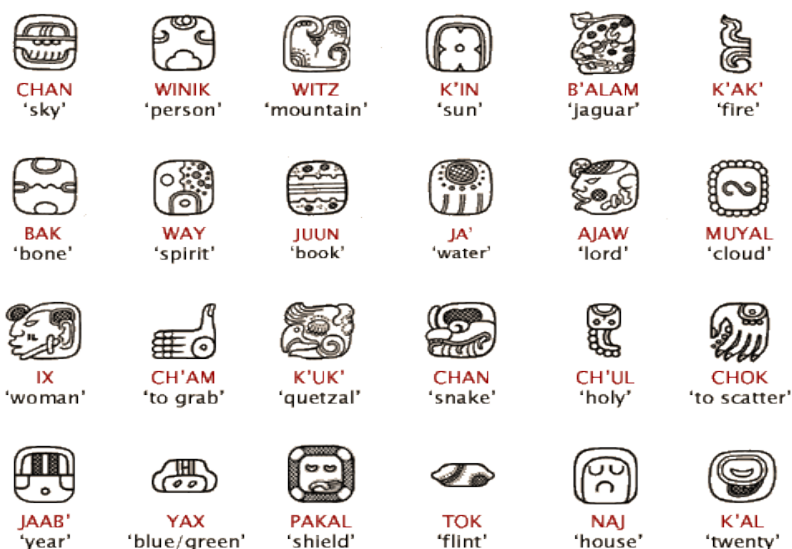 CHAN WINIK WITZ K'IN B'ALAM K'AK'
‘sky’ ‘person’ ‘mountain’ ‘sun’ ‘jaguar’ ‘fire’
BAK WAY JUUN JA' AJAW MUYAL
‘bone’ ‘spirit’ ‘book’ ‘water’ ‘lord’ ‘cloud’
IX CH'AM K'UK' CHAN CH'UL CHOK
‘woman’ ‘to grab’ ‘quetzal’ ‘snake’ ‘holy’ ‘to scatter’
JAAB' YAX PAKAL TOK NAJ K'AL
‘year’ ‘blue/green’ ‘shield’ ‘flint’ ‘house’ ‘twenty’